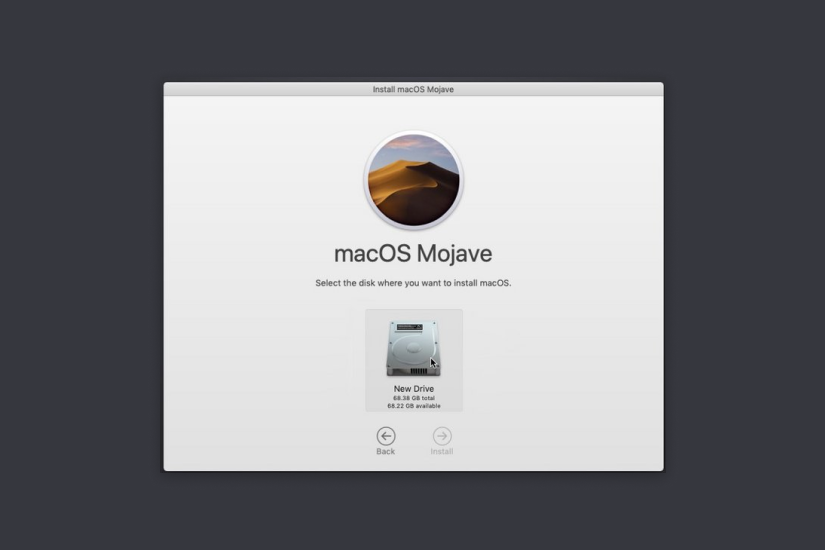 Install macOS Mojave
macOS Mojave
Select the disk where you want to install macOS.
New Drive
68.38 GB total
68.22 GB available
Back
Install